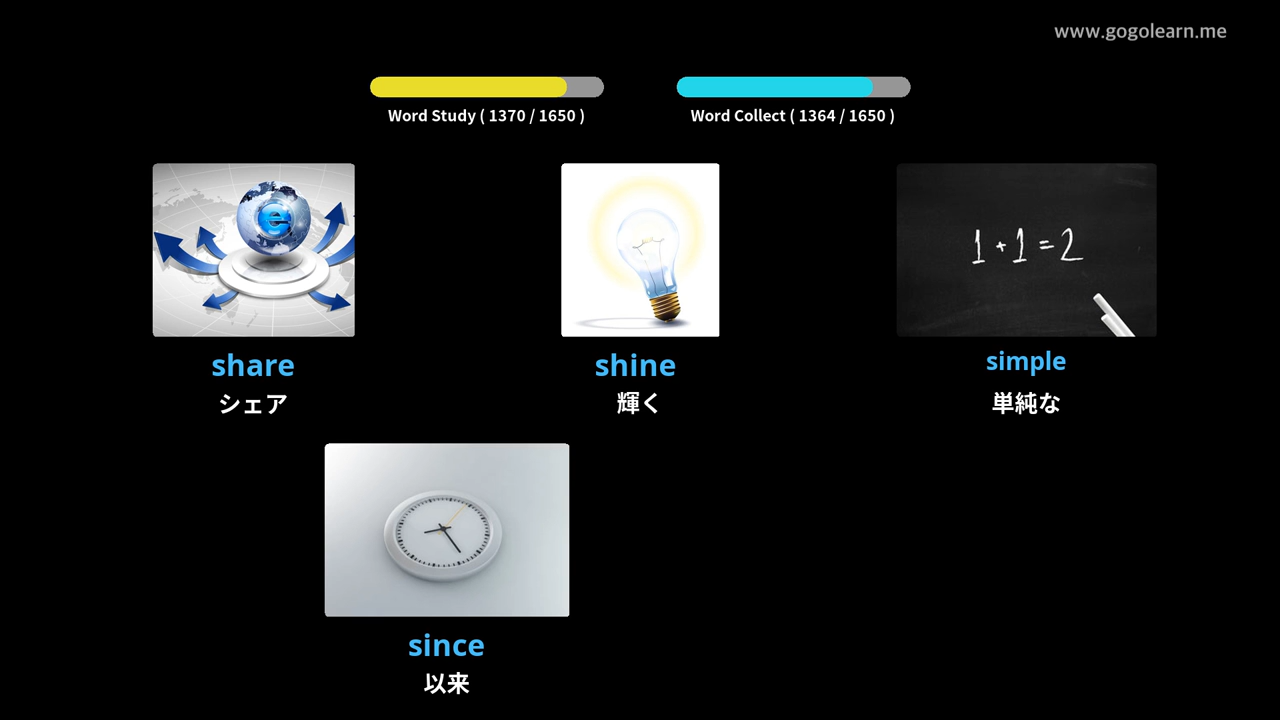 www.gogolearn.me
Word Study ( 1370 / 1650 )
Word Collect ( 1364 / 1650 )
e
1 + 1 = 2
share
shine
simple
シェア
輝く
単純な
since
以来